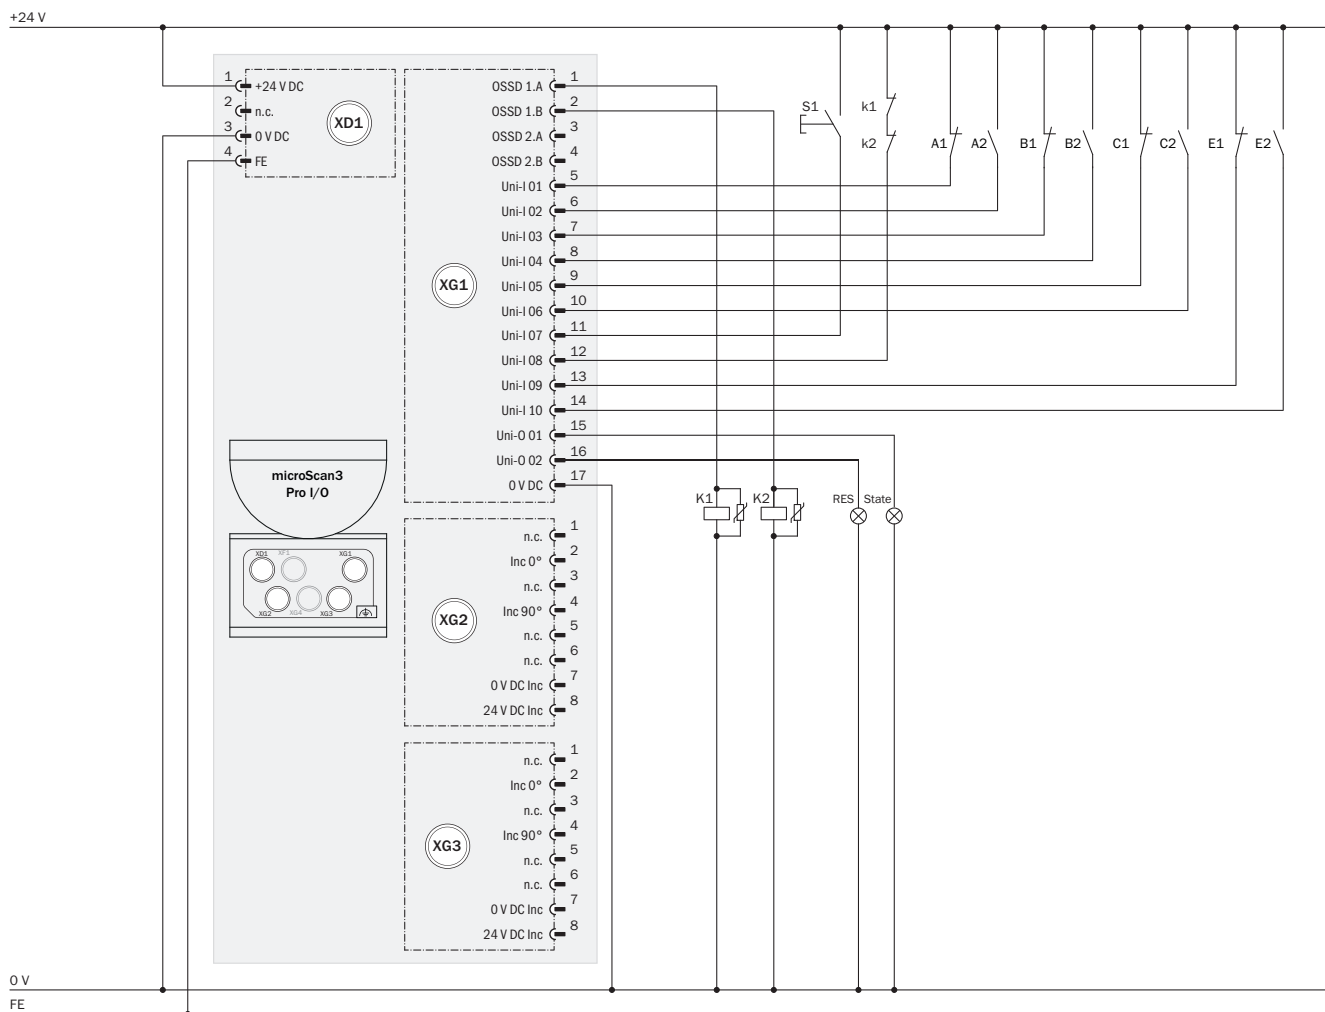 +24 V
1
+24 V DC
2
n.c.
3
0 V DC
4
FE
XD1
OSSD 1.A
1
OSSD 1.B
2
OSSD 2.A
3
OSSD 2.B
4
Uni-I 01
5
Uni-I 02
6
Uni-I 03
7
Uni-I 04
8
Uni-I 05
9
Uni-I 06
10
Uni-I 07
11
Uni-I 08
12
Uni-I 09
13
Uni-I 10
14
Uni-O 01
15
Uni-O 02
16
0 V DC
17
XG1
S1
k1
k2
A1
A2
B1
B2
C1
C2
E1
E2
K1
K2
RES
State
microScan3
Pro I/O
XD1
XF1
XG1
XG2
XG4
XG3
n.c.
1
Inc 0°
2
n.c.
3
Inc 90°
4
n.c.
5
n.c.
6
0 V DC Inc
7
24 V DC Inc
8
XG2
n.c.
1
Inc 0°
2
n.c.
3
Inc 90°
4
n.c.
5
n.c.
6
0 V DC Inc
7
24 V DC Inc
8
XG3
0 V
FE